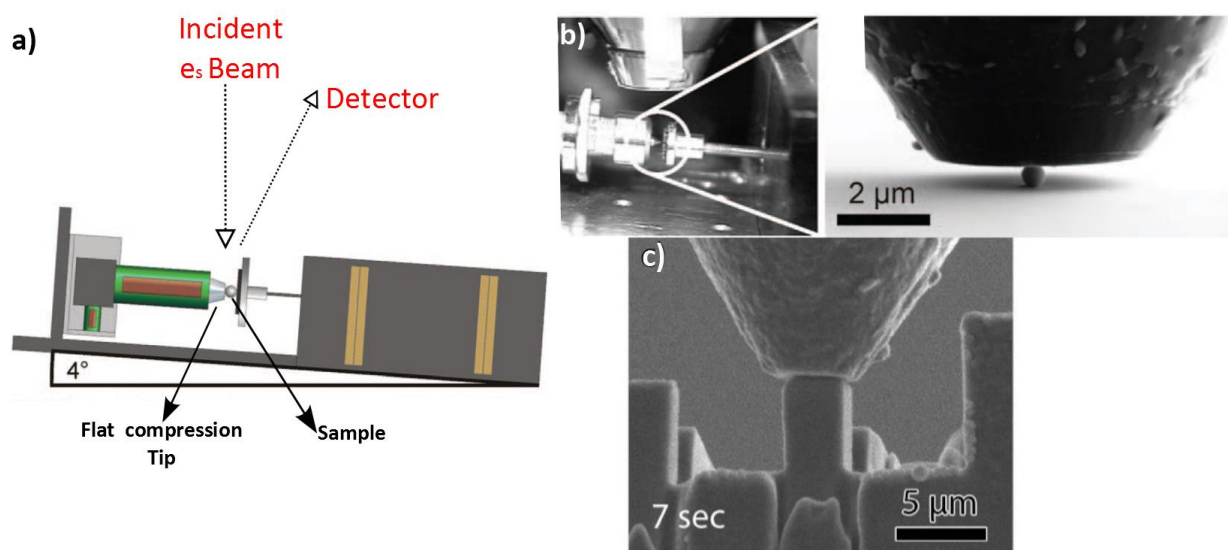 a)
Incident
es Beam
Detector
4°
Flat compression
Tip
Sample
b)
2 µm
c)
7 sec
5 µm